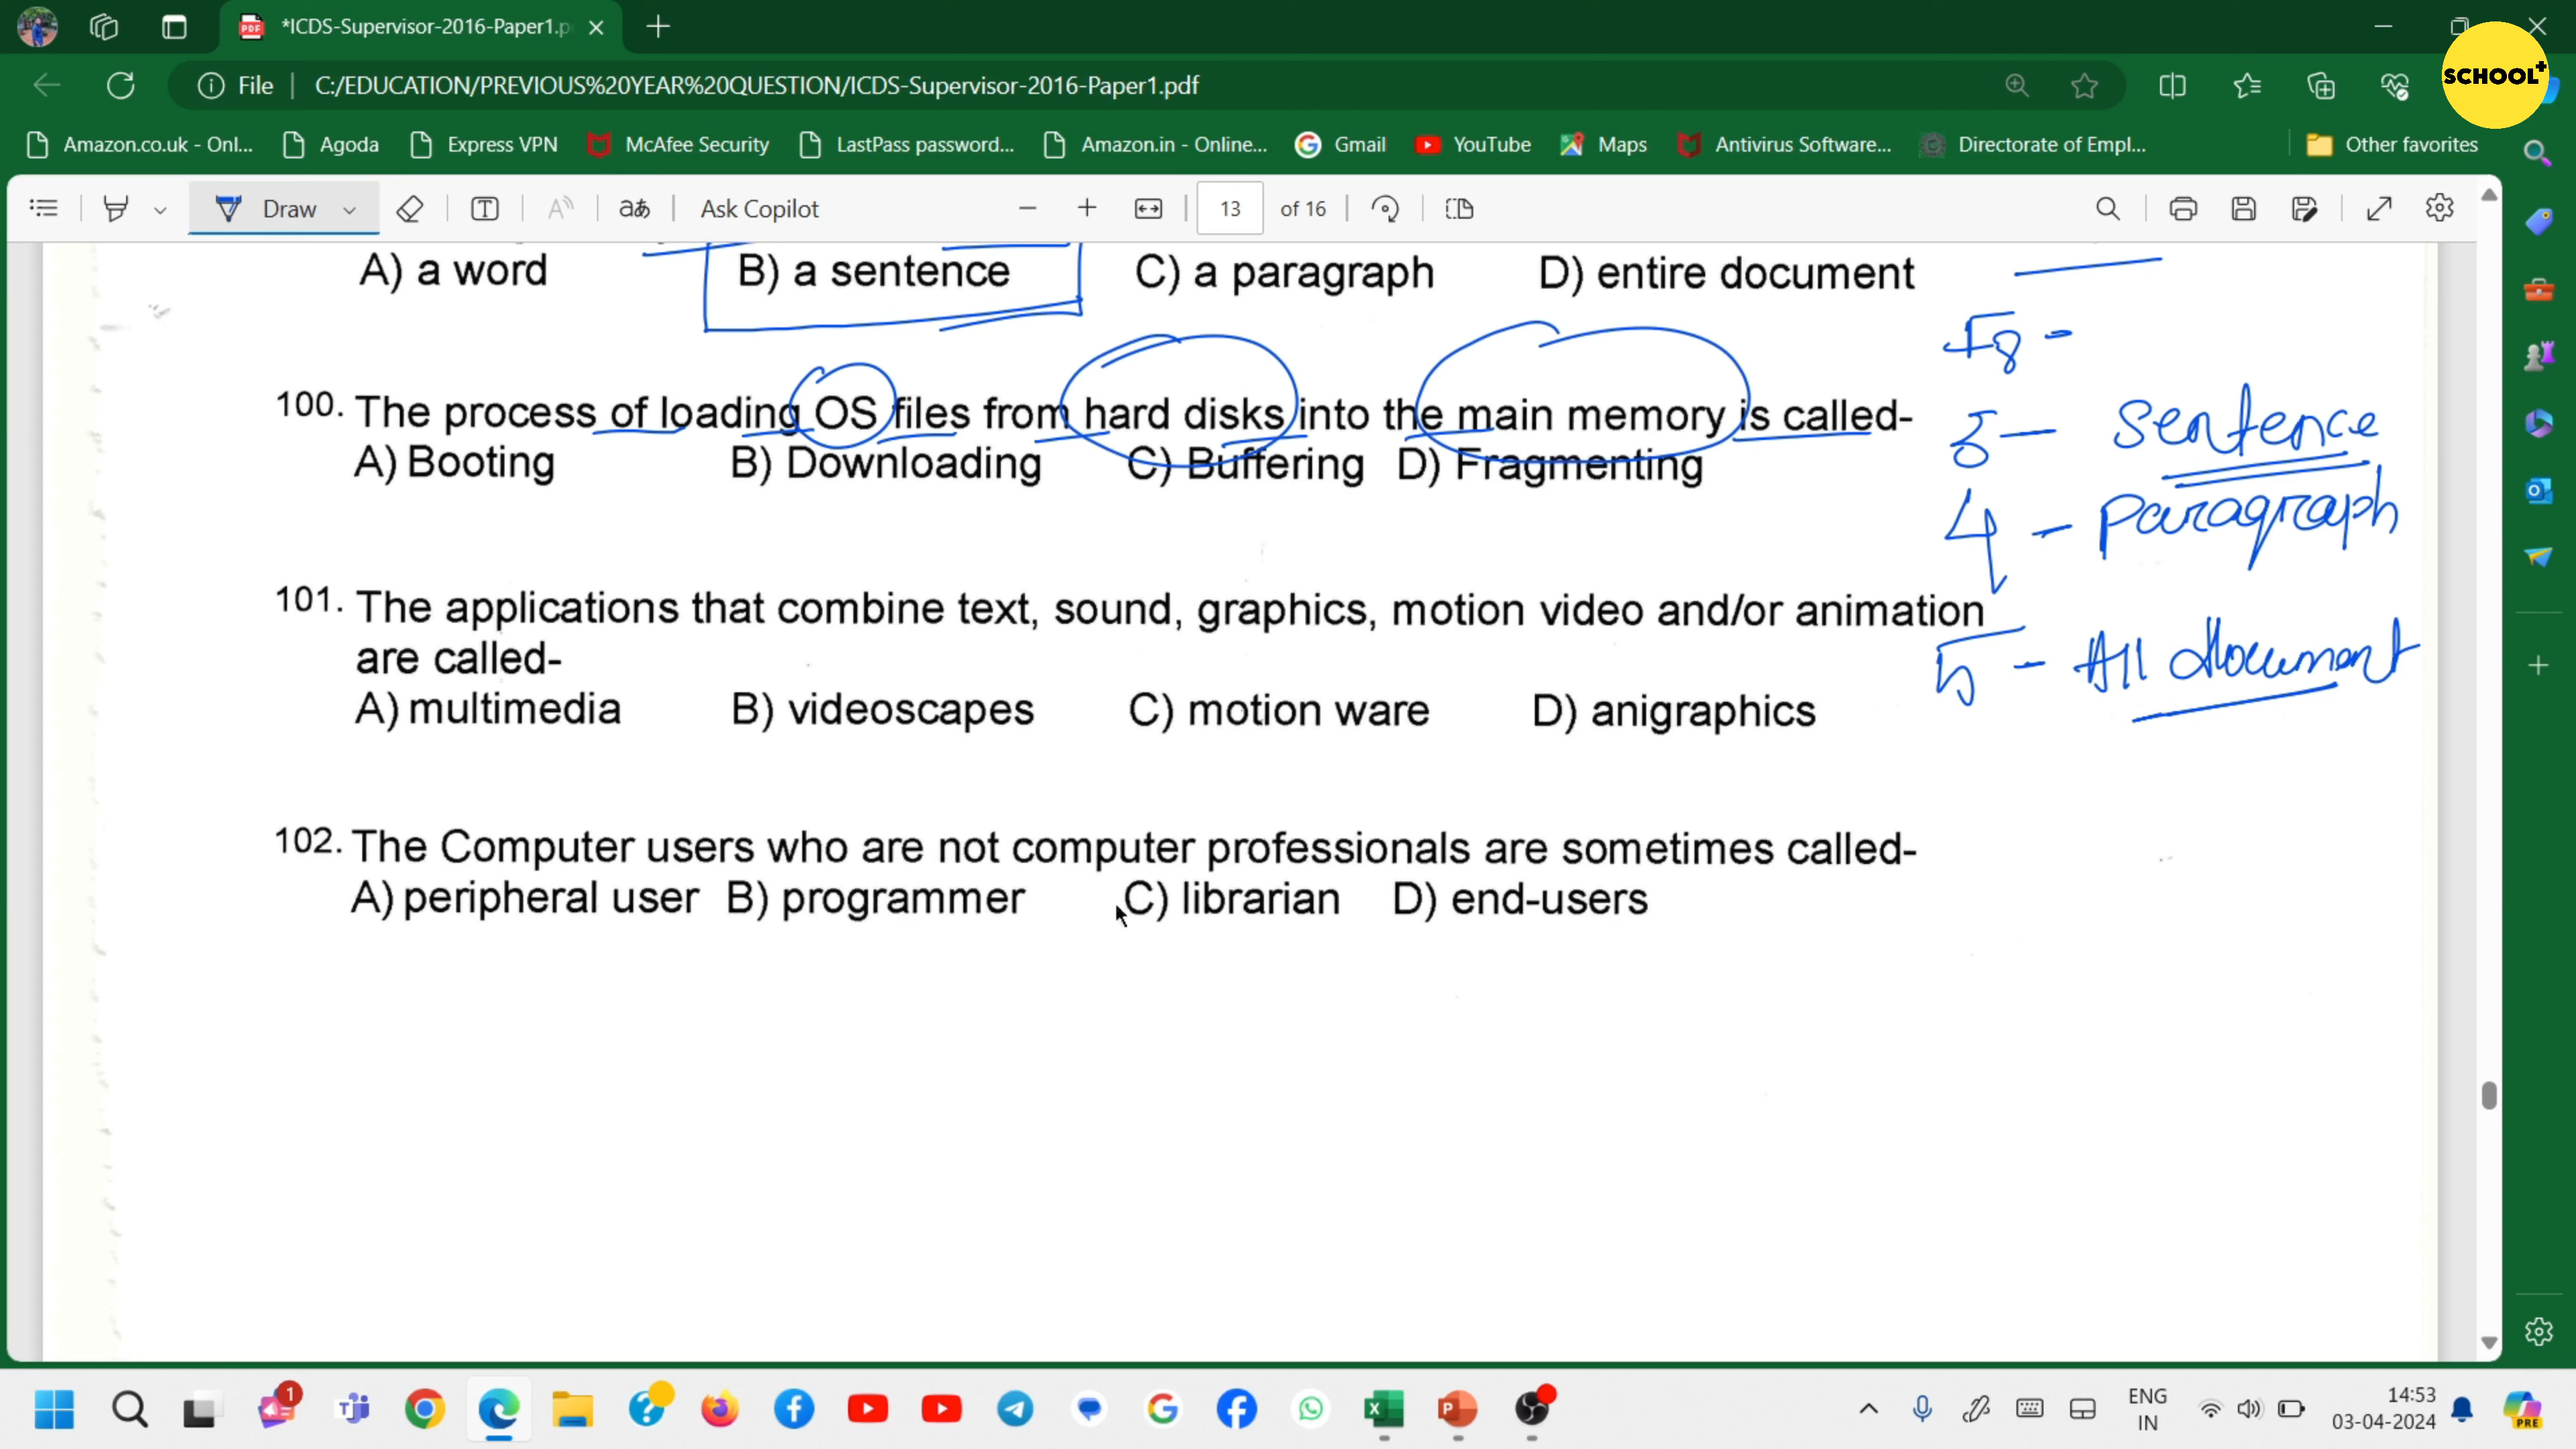 *ICDS-Supervisor-2016-Paper1.p
SCHOOL+
File
C:/EDUCATION/PREVIOUS%20YEAR%20QUESTION/ICDS-Supervisor-2016-Paper1.pdf
Amazon.co.uk - Onl...
Agoda
Express VPN
McAfee Security
LastPass password...
Amazon.in - Online...
Gmail
YouTube
Maps
Antivirus Software...
Directorate of Empl...
Other favorites
Draw
Ask Copilot
13 of 16
A) a word B) a sentence C) a paragraph D) entire document
F8 -
100. The process of loading OS files from hard disks into the main memory is called-
A) Booting B) Downloading C) Buffering D) Fragmenting
3 - Sentence
4 - paragraph
101. The applications that combine text, sound, graphics, motion video and/or animation
are called-
A) multimedia B) videoscapes C) motion ware D) anigraphics
5 - All document
102. The Computer users who are not computer professionals are sometimes called-
A) peripheral user B) programmer C) librarian D) end-users
1
ENG
IN
14:53
03-04-2024
PRE